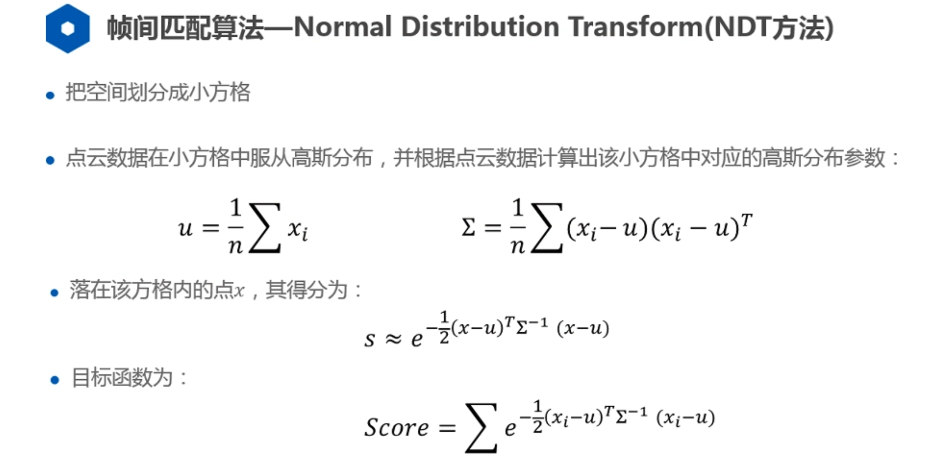 帧间匹配算法—Normal Distribution Transform(NDT方法)
把空间划分成小方格
点云数据在小方格中服从高斯分布，并根据点云数据计算出该小方格中对应的高斯分布参数：
u = \frac{1}{n}\sum x_i    Σ = \frac{1}{n}\sum (x_i − u)(x_i − u)^T
落在该方格内的点x，其得分为：
s ≈ e^{-\frac{1}{2}(x−u)^T Σ^{−1} (x−u)}
目标函数为：
Score = \sum e^{-\frac{1}{2}(x_i−u)^T Σ^{−1} (x_i−u)}